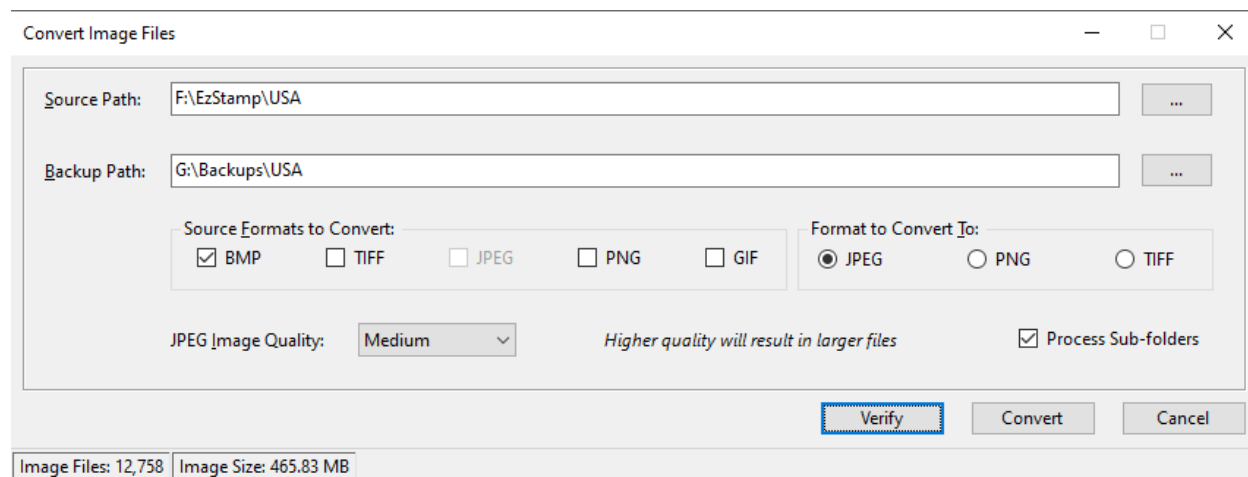 Convert Image Files
Source Path: F:\EzStamp\USA ...
Backup Path: G:\Backups\USA ...
Source Formats to Convert: Format to Convert To:
BMP TIFF JPEG PNG GIF JPEG PNG TIFF
JPEG Image Quality: Medium Higher quality will result in larger files Process Sub-folders
Verify Convert Cancel
Image Files: 12,758 Image Size: 465.83 MB